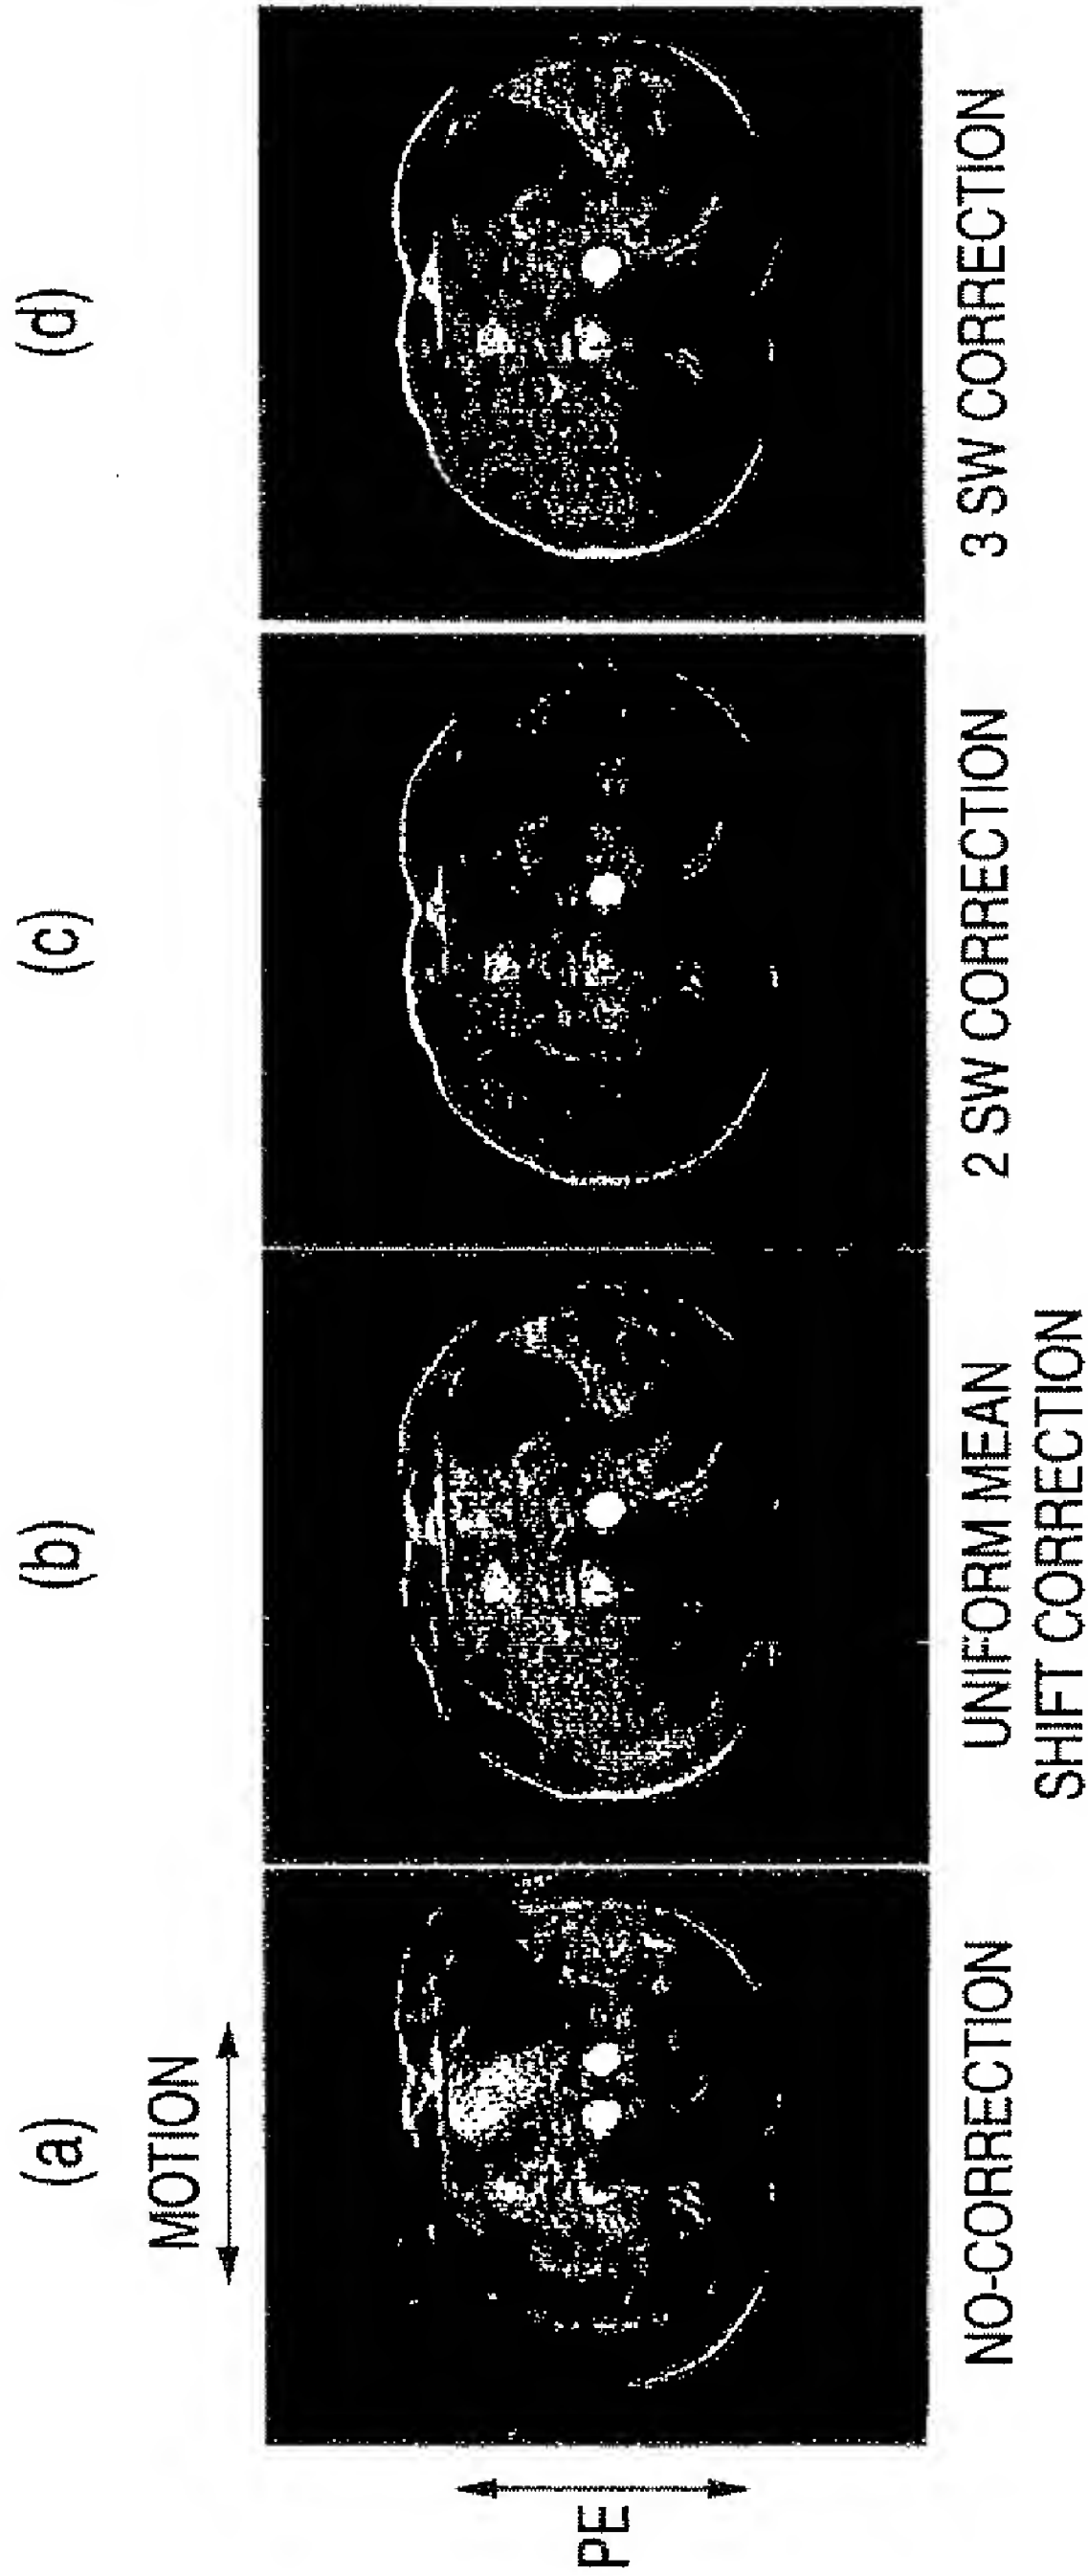 (a)
(b)
(c)
(d)
MOTION
PE
NO-CORRECTION
UNIFORM MEAN
SHIFT CORRECTION
2 SW CORRECTION
3 SW CORRECTION